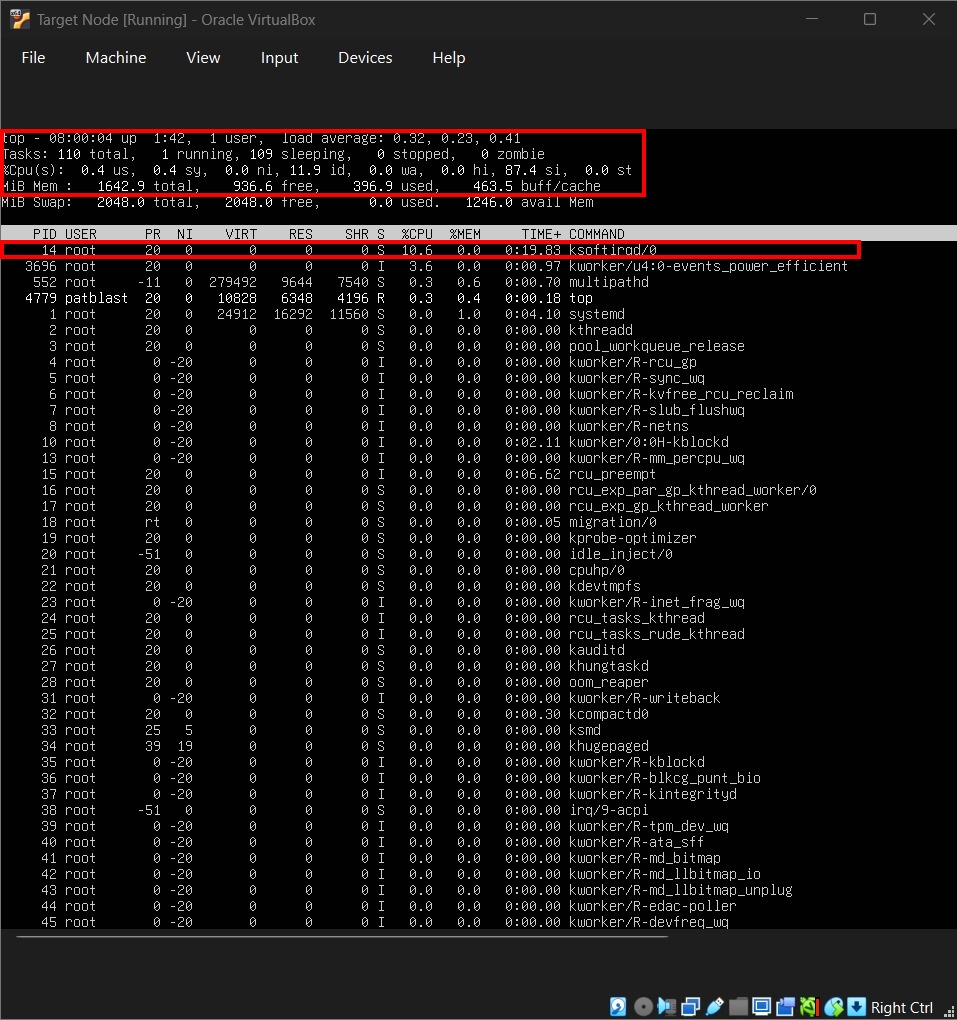 Target Node [Running] - Oracle VirtualBox
File Machine View Input Devices Help
top - 08:00:04 up  1:42,  1 user,  load average: 0.32, 0.23, 0.41
Tasks: 110 total,   1 running, 109 sleeping,   0 stopped,   0 zombie
%Cpu(s):  0.4 us,  0.4 sy,  0.0 ni, 11.9 id,  0.0 wa,  0.0 hi, 87.4 si,  0.0 st
MiB Mem :   1642.9 total,    936.6 free,    396.9 used,    463.5 buff/cache
MiB Swap:   2048.0 total,   2048.0 free,      0.0 used.   1246.0 avail Mem
PID USER PR NI VIRT RES SHR S %CPU %MEM TIME+ COMMAND
14 root 20 0 0 0 0 S 10.6 0.0 0:19.83 ksoftirqd/0
3696 root 20 0 0 0 0 I 3.6 0.0 0:00.97 kworker/u4:0-events_power_efficient
552 root -11 0 279492 9644 7540 S 0.3 0.6 0:00.70 multipathd
4779 patblast 20 0 10828 6348 4196 R 0.3 0.4 0:00.18 top
1 root 20 0 24912 16292 11560 S 0.0 1.0 0:04.10 systemd
2 root 20 0 0 0 0 S 0.0 0.0 0:00.00 kthreadd
3 root 20 0 0 0 0 S 0.0 0.0 0:00.00 pool_workqueue_release
4 root 0 -20 0 0 0 I 0.0 0.0 0:00.00 kworker/R-rcu_gp
5 root 0 -20 0 0 0 I 0.0 0.0 0:00.00 kworker/R-sync_wq
6 root 0 -20 0 0 0 I 0.0 0.0 0:00.00 kworker/R-kvfree_rcu_reclaim
7 root 0 -20 0 0 0 I 0.0 0.0 0:00.00 kworker/R-slub_flushwq
8 root 0 -20 0 0 0 I 0.0 0.0 0:00.00 kworker/R-netns
10 root 0 -20 0 0 0 I 0.0 0.0 0:02.11 kworker/0:0H-kblockd
13 root 0 -20 0 0 0 I 0.0 0.0 0:00.00 kworker/R-mm_percpu_wq
15 root 20 0 0 0 0 I 0.0 0.0 0:06.62 rcu_preempt
16 root 20 0 0 0 0 S 0.0 0.0 0:00.00 rcu_exp_par_gp_kthread_worker/0
17 root 20 0 0 0 0 S 0.0 0.0 0:00.00 rcu_exp_gp_kthread_worker
18 root rt 0 0 0 0 S 0.0 0.0 0:00.05 migration/0
19 root 20 0 0 0 0 S 0.0 0.0 0:00.00 kprobe-optimizer
20 root -51 0 0 0 0 S 0.0 0.0 0:00.00 idle_inject/0
21 root 20 0 0 0 0 S 0.0 0.0 0:00.00 cpuhp/0
22 root 20 0 0 0 0 S 0.0 0.0 0:00.00 kdevtmpfs
23 root 0 -20 0 0 0 I 0.0 0.0 0:00.00 kworker/R-inet_frag_wq
24 root 20 0 0 0 0 I 0.0 0.0 0:00.00 rcu_tasks_kthread
25 root 20 0 0 0 0 I 0.0 0.0 0:00.00 rcu_tasks_rude_kthread
26 root 20 0 0 0 0 S 0.0 0.0 0:00.00 kauditd
27 root 20 0 0 0 0 S 0.0 0.0 0:00.00 khungtaskd
28 root 20 0 0 0 0 S 0.0 0.0 0:00.00 oom_reaper
31 root 0 -20 0 0 0 I 0.0 0.0 0:00.00 kworker/R-writeback
32 root 20 0 0 0 0 S 0.0 0.0 0:00.30 kcompactd0
33 root 25 5 0 0 0 S 0.0 0.0 0:00.00 ksmd
34 root 39 19 0 0 0 S 0.0 0.0 0:00.00 khugepaged
35 root 0 -20 0 0 0 I 0.0 0.0 0:00.00 kworker/R-kblockd
36 root 0 -20 0 0 0 I 0.0 0.0 0:00.00 kworker/R-blkcg_punt_bio
37 root 0 -20 0 0 0 I 0.0 0.0 0:00.00 kworker/R-kintegrityd
38 root -51 0 0 0 0 S 0.0 0.0 0:00.00 irq/9-acpi
39 root 0 -20 0 0 0 I 0.0 0.0 0:00.00 kworker/R-tpm_dev_wq
40 root 0 -20 0 0 0 I 0.0 0.0 0:00.00 kworker/R-ata_sff
41 root 0 -20 0 0 0 I 0.0 0.0 0:00.00 kworker/R-md_bitmap
42 root 0 -20 0 0 0 I 0.0 0.0 0:00.00 kworker/R-md_llbitmap_io
43 root 0 -20 0 0 0 I 0.0 0.0 0:00.00 kworker/R-md_llbitmap_unplug
44 root 0 -20 0 0 0 I 0.0 0.0 0:00.00 kworker/R-edac-poller
45 root 0 -20 0 0 0 I 0.0 0.0 0:00.00 kworker/R-devfreq_wq
Right Ctrl